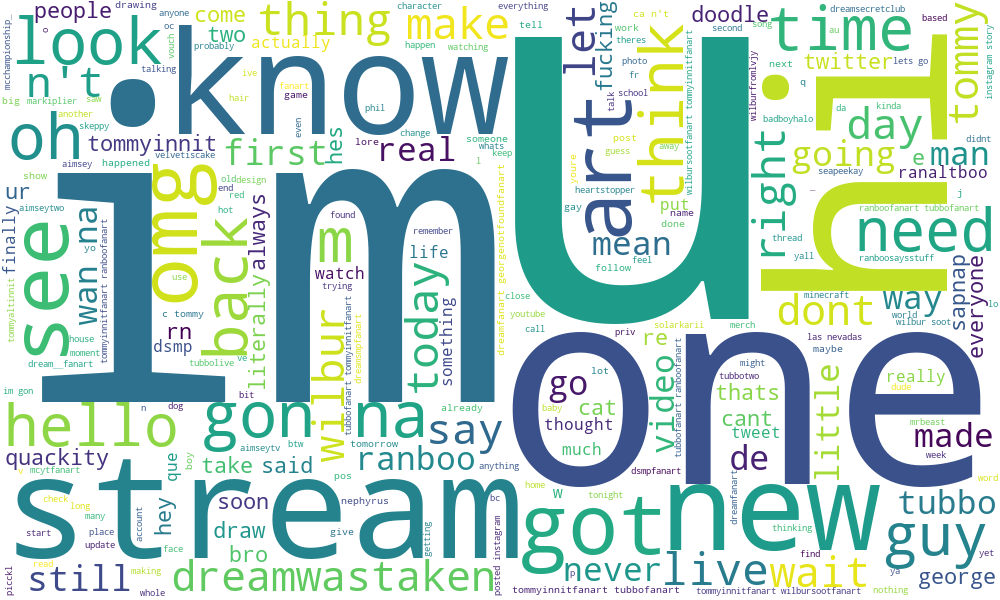 people
drawing
anyone
oc
come
two
thing
make
everything
tell
character
happen
watching
actually
probably
vouch
talking
mcchampionship_
o
look
n't
big
markiplier
saw
another
skeppy
ive
hair
fanart
game
even
•
know
phil
oh
tommyinnit
aimsey
velvetiscake
happened
first
hes
lore
real
change
someone
whats
keep
l
let
fucking
work
theres
photo
fr
school
talk
art
think
post
guess
away
youre
heartstopper
gay
put
name
done
mean
follow
feel
wilbursootfanart tommyinnitfanart
ca n't
song
second
doodle
dreamsecretclub
based
au
time
next
lets go
twitter
q
instagram story
tommy
wilburfromlvjy
badboyhalo
da
kinda
day
didnt
going
e
man
seapeekay
ranaltboo
right
j
i
u
n
im
show
ur
aimseytwo
finally
yo
see
wan na
tommyinnitfanart ranboofanart
omg
back
old
design
end
red
hot
use
always
literally
c tommy
house
moment
tommyaltinnit
dream__fanart
im gon
rn
dsmp
tubbolive
ve
bit
m
found
watch
trying
remember
life
today
something
wilbur
tubbofanart tommyinnitfanart
dreamsmpfanart
dreamfanart georgenotfoundfanart
close
youtube
call
priv
solarkarii
merch
thread
yall
ranboofanart tubbofanart
ranboosaysstuff
need
minecraft
dont
way
world
wilbur soot
lo
sapnap
everyone
las nevadas
maybe
one
re
video
tubbofanart ranboofanart
might
tubbotwo
thats
cant
tweet
go
lot
baby
cat
thought
much
little
really
dude
mrbeast
made
week
hello
n
dog
gon na
already
say
quackity
v
mcytfanart
que
boy
take
said
aimseytv
btw
tomorrow
pos
ranboo
anything
de
dsmpfanart
home
w
tonight
dreamfanart
word
check
long
many
hey
soon
nephyrus
bc
stream
start
place
update
account
draw
give
getting
got
new
thinking
tubbo
guy
yet
face
bro
read
making
whole
still
picckl
dreamwastaken
posted instagram
never
p
live
find
wait
ya
george
nothing
tommyinnitfanart tubbofanart
tommyinnitfanart wilbursootfanart